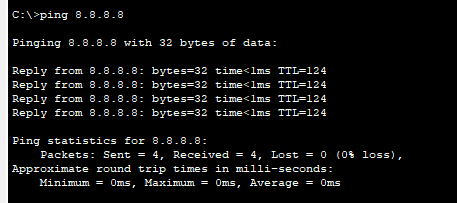 C:\>ping 8.8.8.8
Pinging 8.8.8.8 with 32 bytes of data:
Reply from 8.8.8.8: bytes=32 time<1ms TTL=124
Reply from 8.8.8.8: bytes=32 time<1ms TTL=124
Reply from 8.8.8.8: bytes=32 time<1ms TTL=124
Reply from 8.8.8.8: bytes=32 time<1ms TTL=124
Ping statistics for 8.8.8.8:
    Packets: Sent = 4, Received = 4, Lost = 0 (0% loss),
Approximate round trip times in milli-seconds:
    Minimum = 0ms, Maximum = 0ms, Average = 0ms